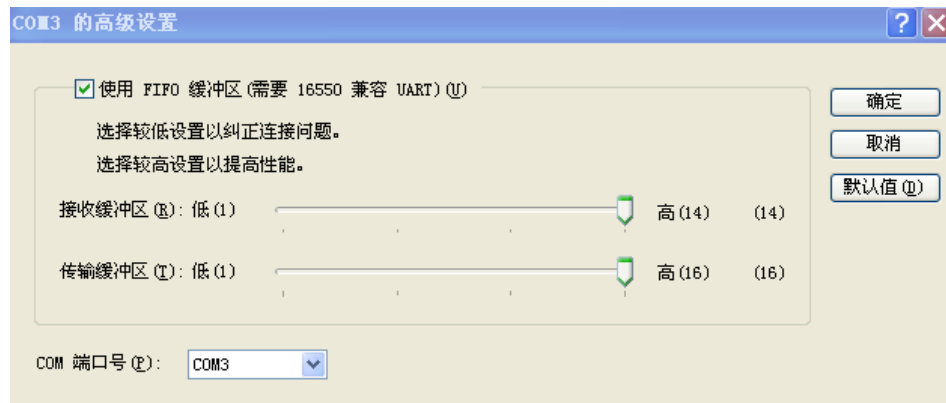 COM3 的高级设置
使用 FIFO 缓冲区(需要 16550 兼容 UART)(U)
选择较低设置以纠正连接问题。
选择较高设置以提高性能。
接收缓冲区(R): 低(1) 高(14) (14)
传输缓冲区(T): 低(1) 高(16) (16)
COM 端口号(P): COM3
确定
取消
默认值(D)